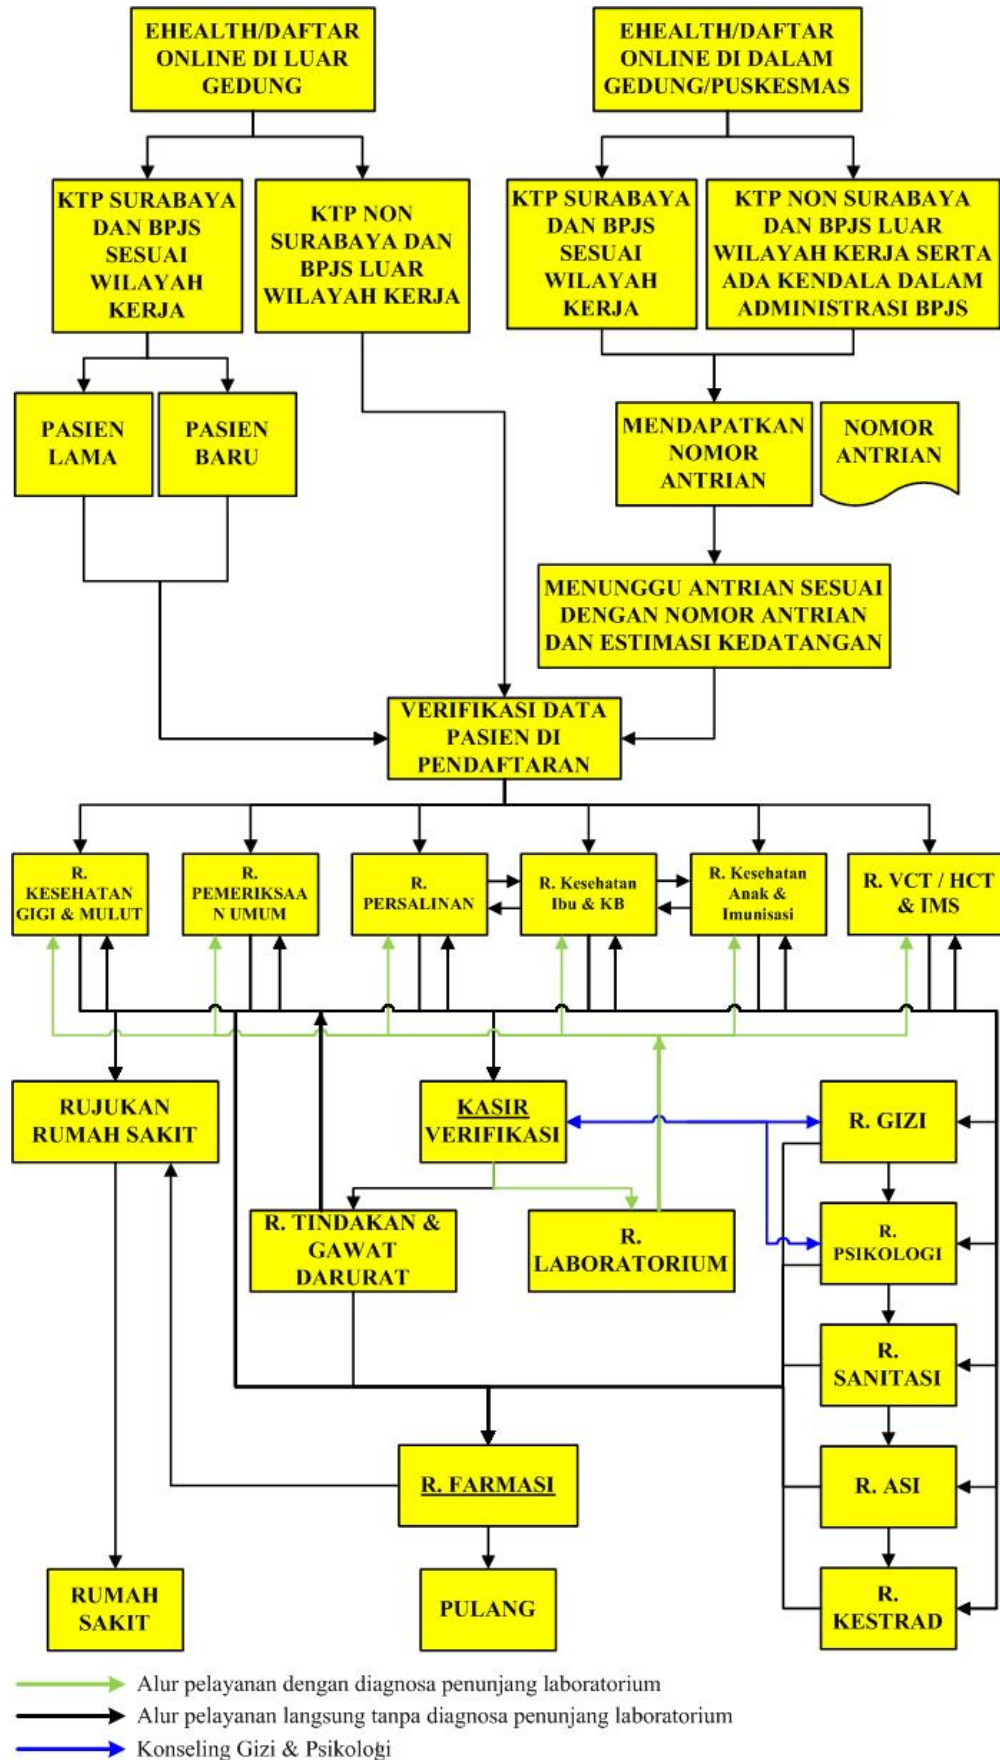 EHEALTH/DAFTAR
ONLINE DI LUAR
GEDUNG
EHEALTH/DAFTAR
ONLINE DI DALAM
GEDUNG/PUSKESMAS
KTP SURABAYA
DAN BPJS
SESUAI
WILAYAH
KERJA
KTP NON
SURABAYA DAN
BPJS LUAR
WILAYAH KERJA
KTP SURABAYA
DAN BPJS
SESUAI
WILAYAH
KERJA
KTP NON SURABAYA
DAN BPJS LUAR
WILAYAH KERJA SERTA
ADA KENDALA DALAM
ADMINISTRASI BPJS
PASIEN
LAMA
PASIEN
BARU
MENDAPATKAN
NOMOR
ANTRIAN
NOMOR
ANTRIAN
MENUNGGU ANTRIAN SESUAI
DENGAN NOMOR ANTRIAN
DAN ESTIMASI KEDATANGAN
VERIFIKASI DATA
PASIEN DI
PENDAFTARAN
R.
KESEHATAN
GIGI & MULUT
R.
PEMERIKSAA
N UMUM
R.
PERSALINAN
R. Kesehatan
Ibu & KB
R. Kesehatan
Anak &
Imunisasi
R. VCT / HCT
& IMS
RUJUKAN
RUMAH SAKIT
KASIR
VERIFIKASI
R. GIZI
R. TINDAKAN &
GAWAT
DARURAT
R.
LABORATORIUM
R.
PSIKOLOGI
R.
SANITASI
R. FARMASI
R. ASI
RUMAH
SAKIT
PULANG
R.
KESTRAD
Alur pelayanan dengan diagnosa penunjang laboratorium
Alur pelayanan langsung tanpa diagnosa penunjang laboratorium
Konseling Gizi & Psikologi